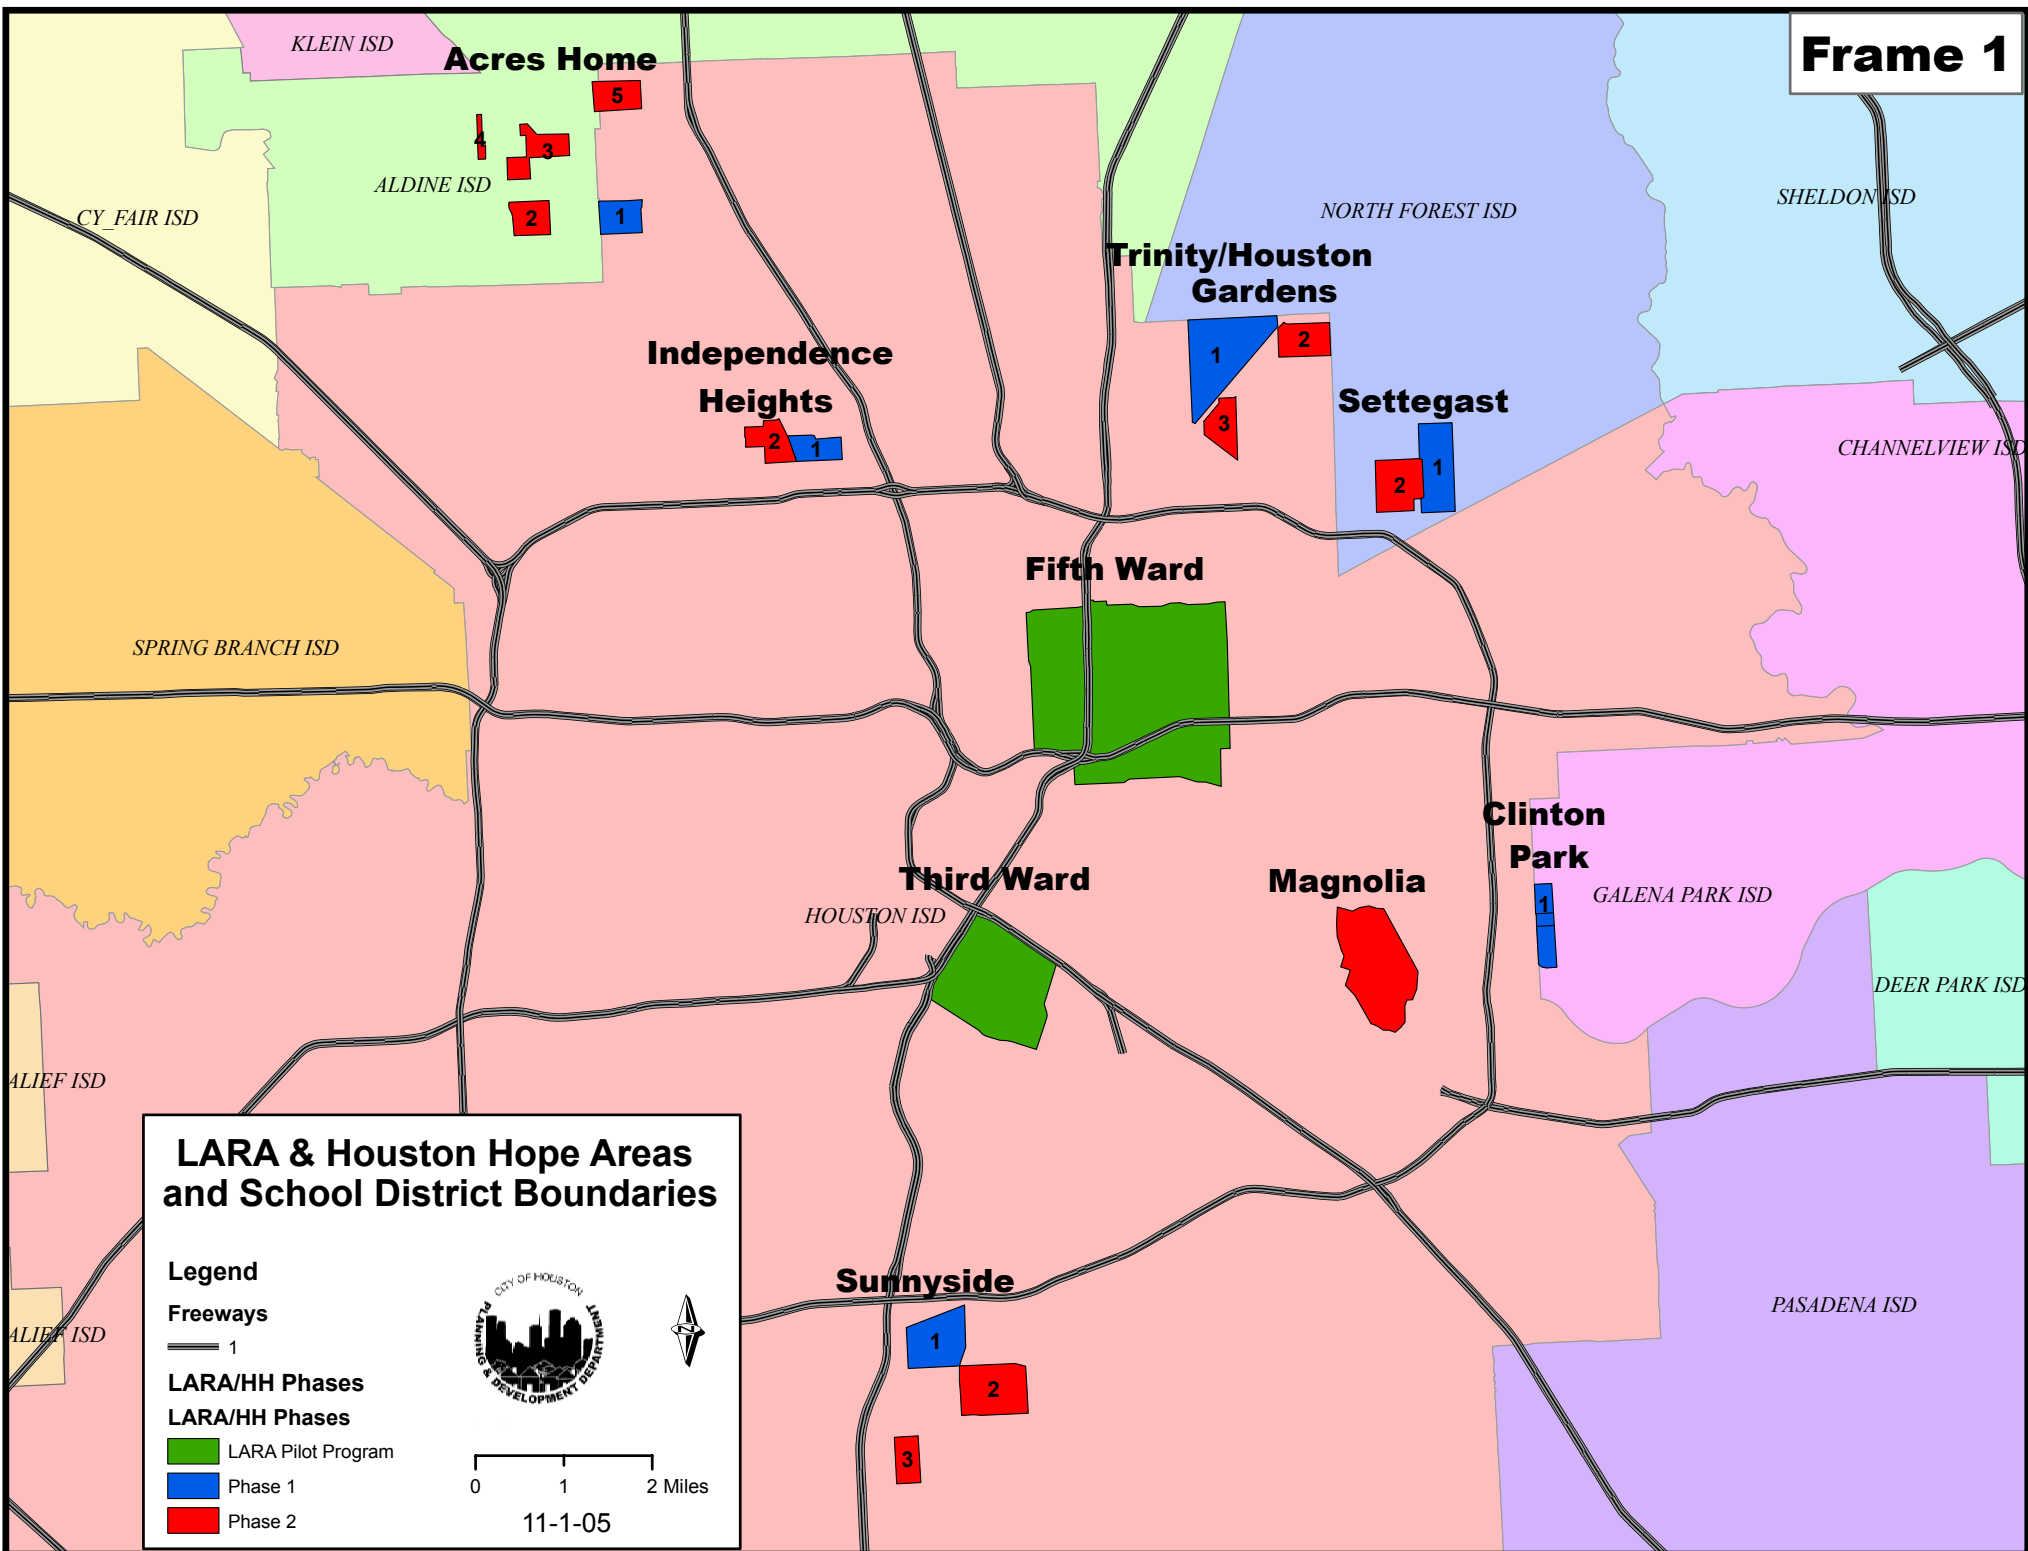 Frame 1
KLEIN ISD
Acres Home
5
4
3
ALDINE ISD
2
1
CY_FAIR ISD
NORTH FOREST ISD
SHELDON ISD
Trinity/Houston
Gardens
1
2
3
Independence
Heights
2
1
Settegast
2
1
CHANNELVIEW ISD
Fifth Ward
SPRING BRANCH ISD
Clinton
Park
1
GALENA PARK ISD
Third Ward
HOUSTON ISD
Magnolia
DEER PARK ISD
ALIEF ISD
ALIEF ISD
PASADENA ISD
Sunnyside
1
2
3
LARA & Houston Hope Areas
and School District Boundaries
Legend
Freeways
1
LARA/HH Phases
LARA/HH Phases
LARA Pilot Program
Phase 1
Phase 2
CITY OF HOUSTON
PLANNING & DEVELOPMENT DEPARTMENT
N
0 1 2 Miles
11-1-05